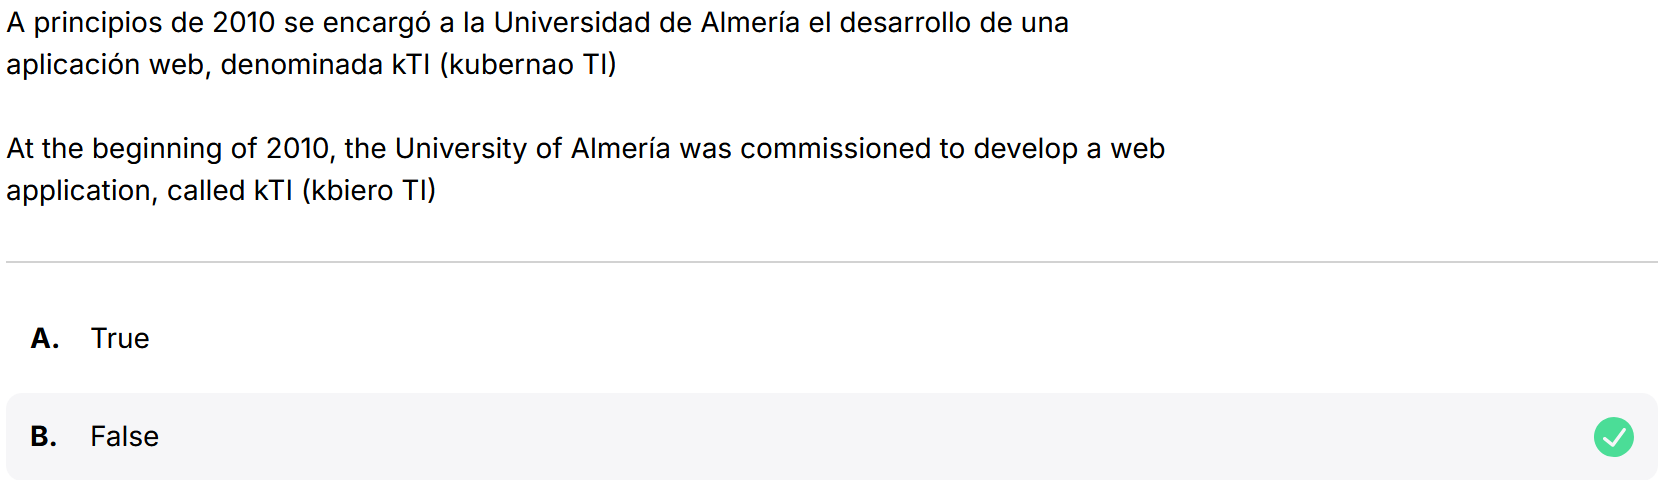 A principios de 2010 se encargó a la Universidad de Almería el desarrollo de una
aplicación web, denominada kTI (kubernao TI)
At the beginning of 2010, the University of Almería was commissioned to develop a web
application, called kTI (kbiero TI)
A. True
B. False